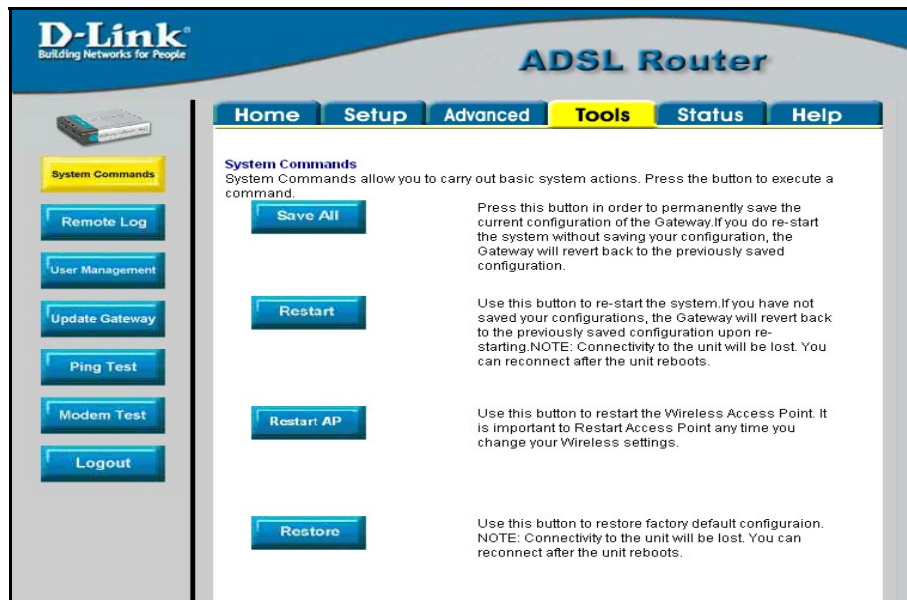 D-Link®
Building Networks for People
ADSL Router
Home Setup Advanced Tools Status Help
System Commands
Remote Log
User Management
Update Gateway
Ping Test
Modem Test
Logout
System Commands
System Commands allow you to carry out basic system actions. Press the button to execute a
command.
Save All
Press this button in order to permanently save the
current configuration of the Gateway.If you do re-start
the system without saving your configuration, the
Gateway will revert back to the previously saved
configuration.
Restart
Use this button to re-start the system.If you have not
saved your configurations, the Gateway will revert back
to the previously saved configuration upon re-
starting.NOTE: Connectivity to the unit will be lost. You
can reconnect after the unit reboots.
Restart AP
Use this button to restart the Wireless Access Point. It
is important to Restart Access Point any time you
change your Wireless settings.
Restore
Use this button to restore factory default configuraion.
NOTE: Connectivity to the unit will be lost. You can
reconnect after the unit reboots.